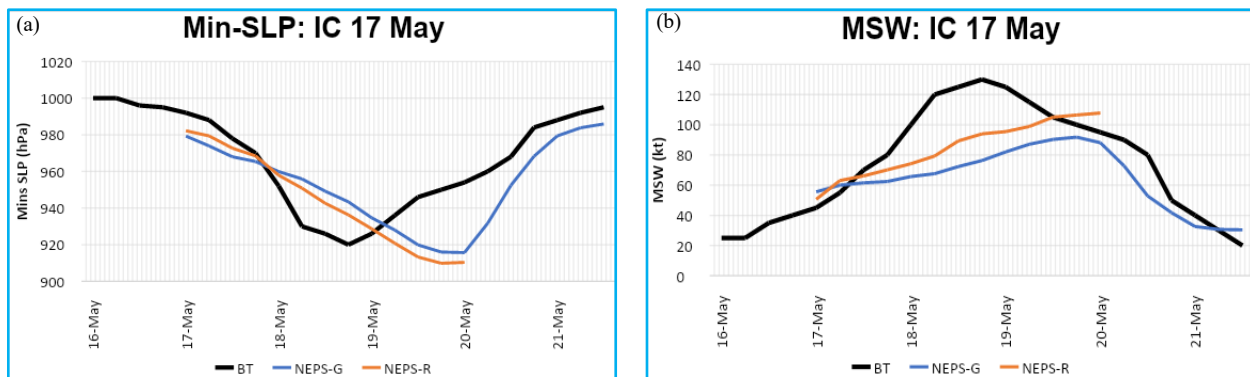 (a)
Min-SLP: IC 17 May
Mins SLP (hPa)
1020
1000
980
960
940
920
900
16-May
17-May
18-May
19-May
20-May
21-May
BT
NEPS-G
NEPS-R
(b)
MSW: IC 17 May
MSW (kt)
140
120
100
80
60
40
20
0
16-May
17-May
18-May
19-May
20-May
21-May
BT
NEPS-G
NEPS-R